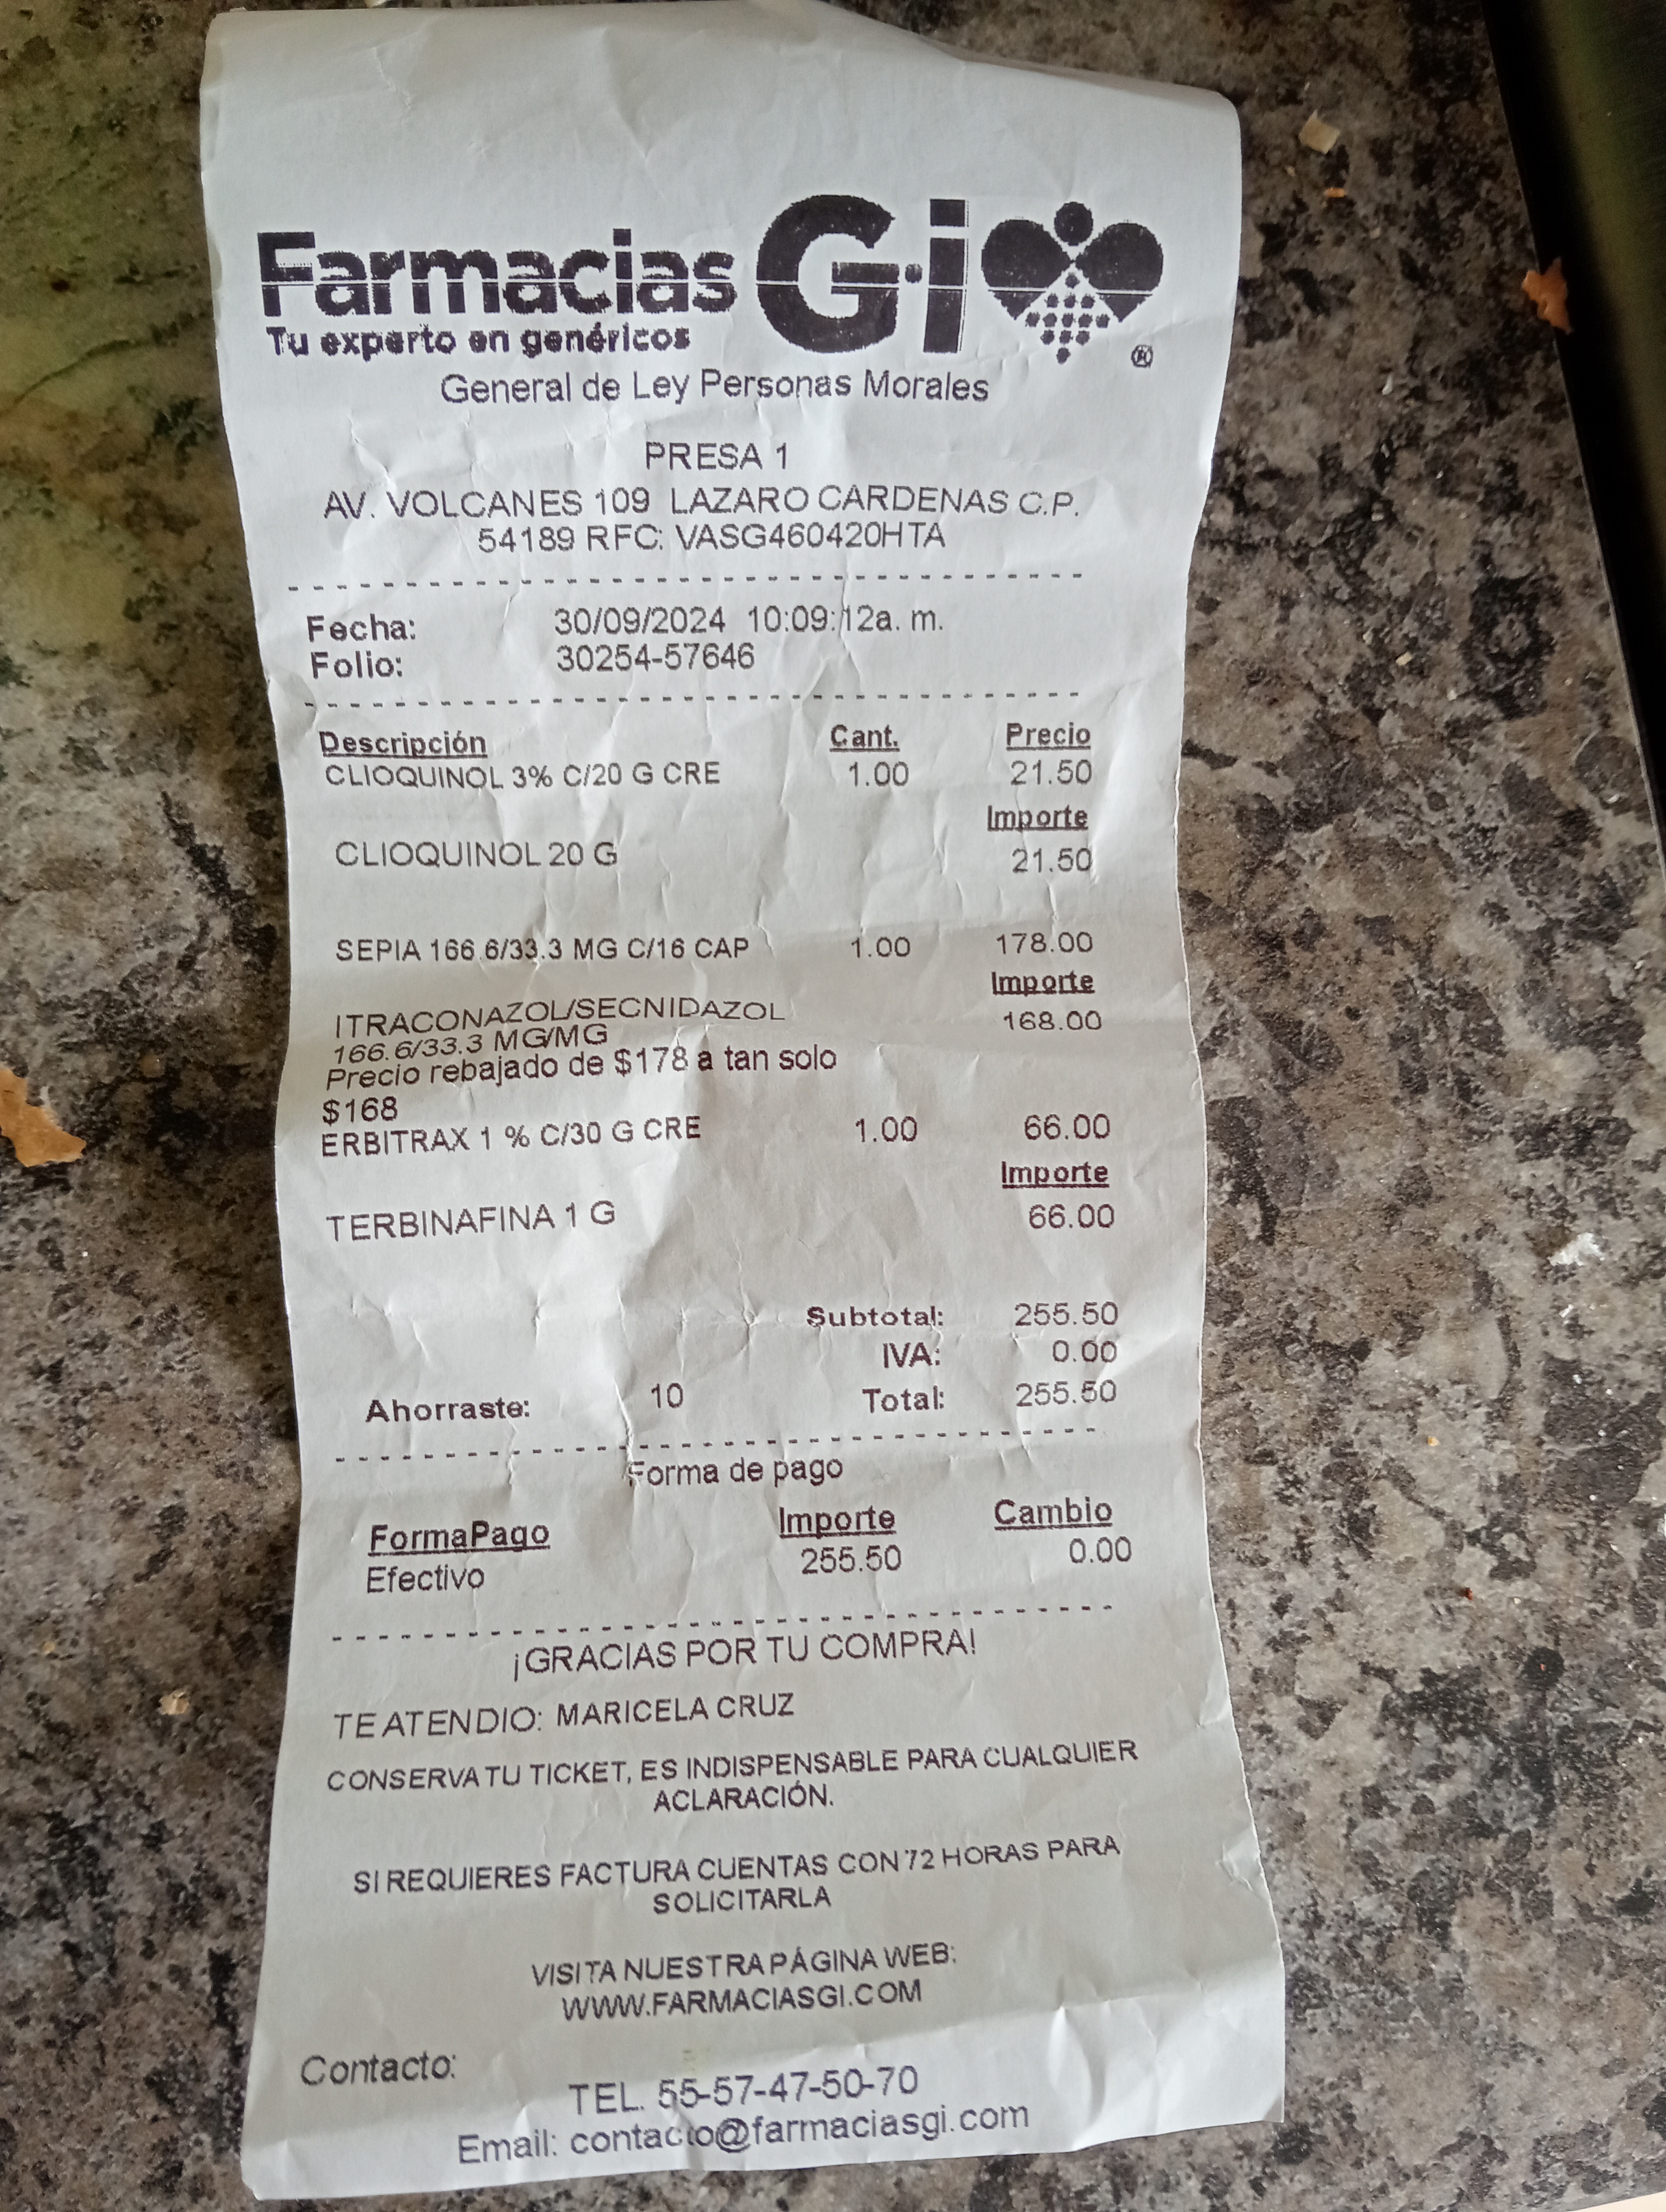 Farmacias G·i
Tu experto en genéricos
®
General de Ley Personas Morales
PRESA 1
AV. VOLCANES 109 LAZARO CARDENAS C.P.
54189 RFC: VASG460420HTA
Fecha: 30/09/2024 10:09:12a. m.
Folio: 30254-57646
Descripción Cant. Precio
CLIOQUINOL 3% C/20 G CRE 1.00 21.50
Importe
CLIOQUINOL 20 G 21.50
SEPIA 166.6/33.3 MG C/16 CAP 1.00 178.00
Importe
ITRACONAZOL/SECNIDAZOL 168.00
166.6/33.3 MG/MG
Precio rebajado de $178 a tan solo
$168
ERBITRAX 1 % C/30 G CRE 1.00 66.00
Importe
TERBINAFINA 1 G 66.00
Subtotal: 255.50
IVA: 0.00
Ahorraste: 10 Total: 255.50
Forma de pago
FormaPago Importe Cambio
Efectivo 255.50 0.00
¡GRACIAS POR TU COMPRA!
TE ATENDIO: MARICELA CRUZ
CONSERVA TU TICKET, ES INDISPENSABLE PARA CUALQUIER
ACLARACIÓN.
SI REQUIERES FACTURA CUENTAS CON 72 HORAS PARA
SOLICITARLA
VISITA NUESTRA PÁGINA WEB:
WWW.FARMACIASGI.COM
Contacto:
TEL. 55-57-47-50-70
Email: contacto@farmaciasgi.com